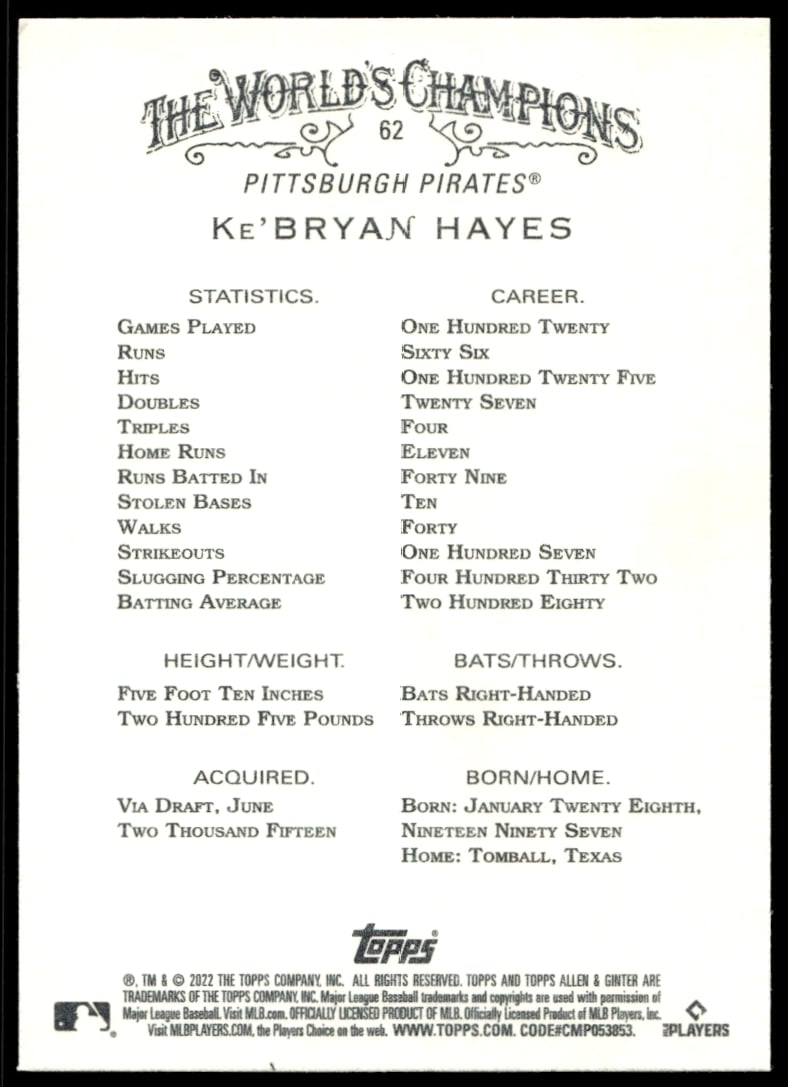 THE WORLD'S CHAMPIONS
62
PITTSBURGH PIRATES®
KE'BRYAN HAYES
STATISTICS. CAREER.
GAMES PLAYED ONE HUNDRED TWENTY
RUNS SIXTY SIX
HITS ONE HUNDRED TWENTY FIVE
DOUBLES TWENTY SEVEN
TRIPLES FOUR
HOME RUNS ELEVEN
RUNS BATTED IN FORTY NINE
STOLEN BASES TEN
WALKS FORTY
STRIKEOUTS ONE HUNDRED SEVEN
SLUGGING PERCENTAGE FOUR HUNDRED THIRTY TWO
BATTING AVERAGE TWO HUNDRED EIGHTY
HEIGHT/WEIGHT. BATS/THROWS.
FIVE FOOT TEN INCHES BATS RIGHT-HANDED
TWO HUNDRED FIVE POUNDS THROWS RIGHT-HANDED
ACQUIRED. BORN/HOME.
VIA DRAFT, JUNE BORN: JANUARY TWENTY EIGHTH,
TWO THOUSAND FIFTEEN NINETEEN NINETY SEVEN
HOME: TOMBALL, TEXAS
topps®
®, TM & © 2022 THE TOPPS COMPANY, INC. ALL RIGHTS RESERVED. TOPPS AND TOPPS ALLEN & GINTER ARE
TRADEMARKS OF THE TOPPS COMPANY, INC. Major League Baseball trademarks and copyrights are used with permission of
Major League Baseball. Visit MLB.com. OFFICIALLY LICENSED PRODUCT OF MLB. Officially Licensed Product of MLB Players, Inc.
Visit MLBPLAYERS.COM, the Players Choice on the web. WWW.TOPPS.COM. CODE#CMP053853.
MLB PLAYERS